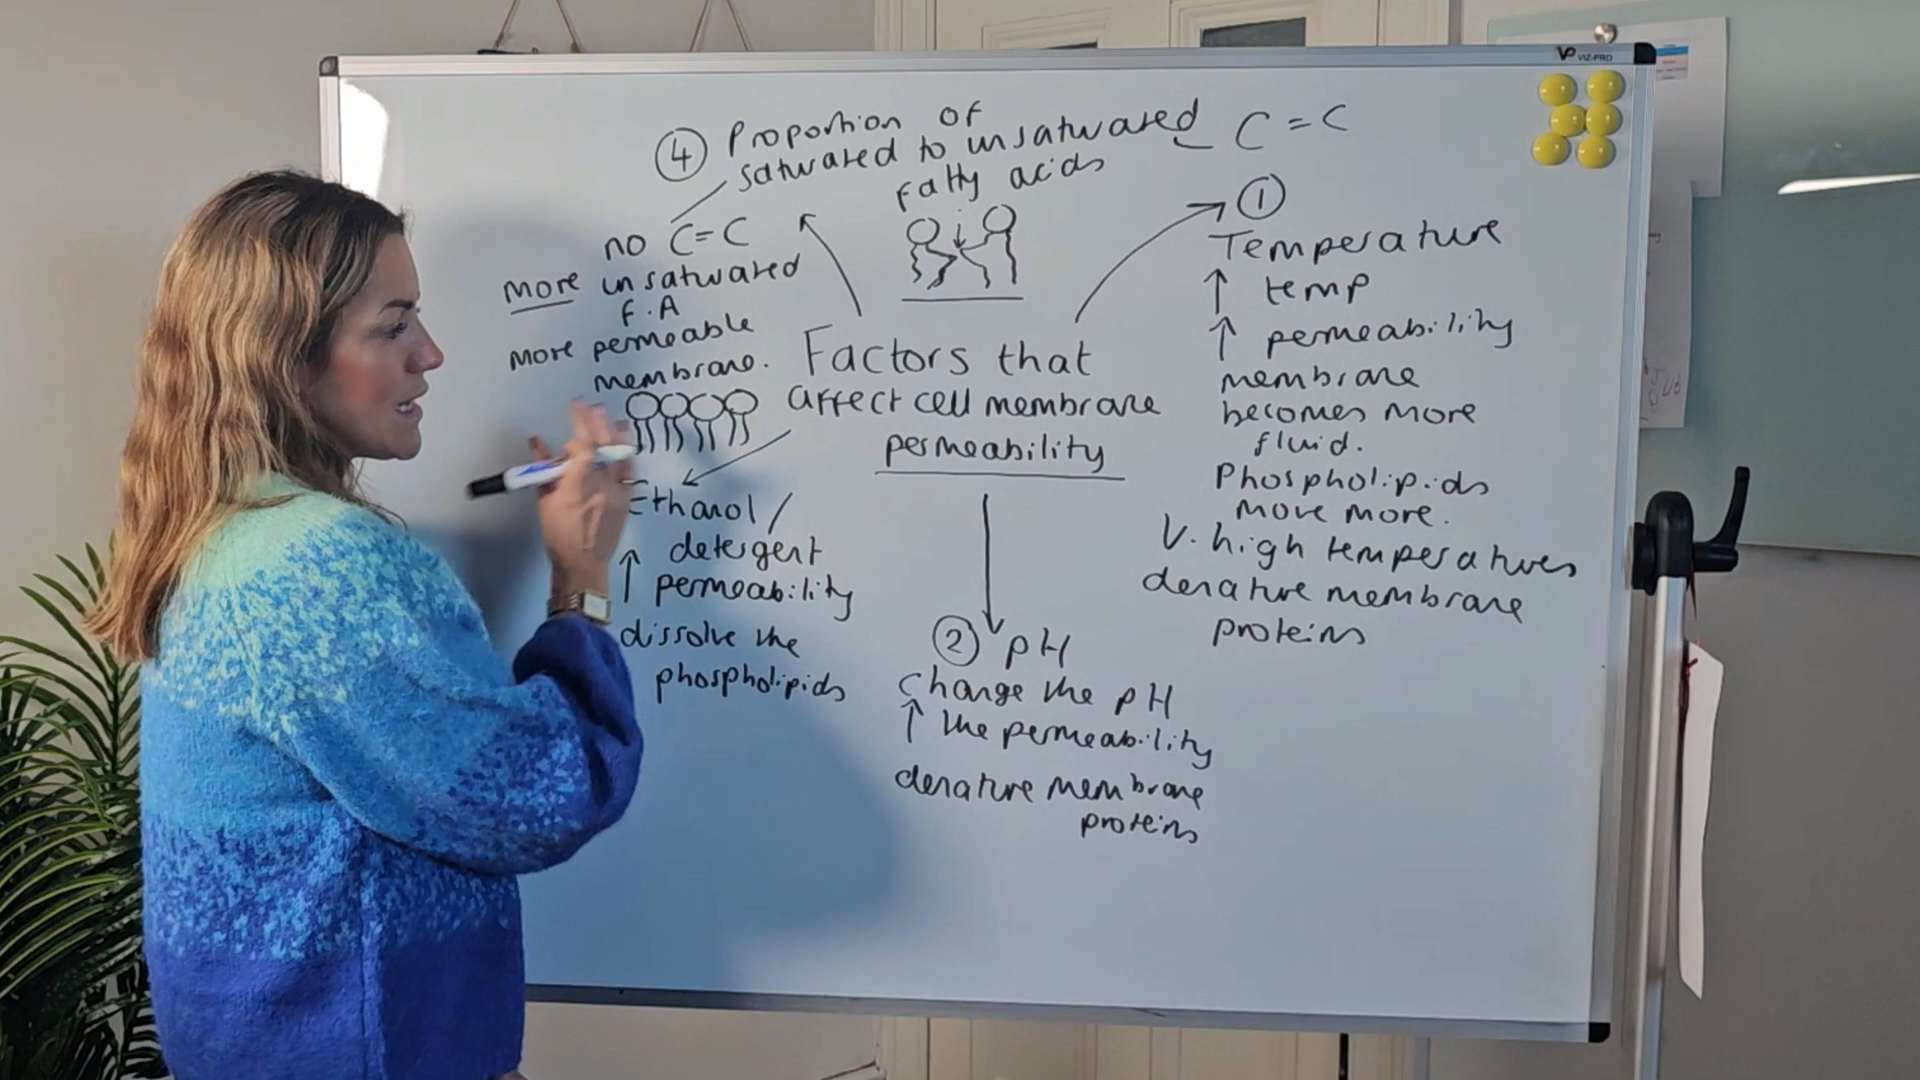 VIZ-PRO
④ Proportion of
saturated to unsaturated
fatty acids
C=C
no C=C
more unsaturated
F.A
more permeable
membrane.
Factors that
affect cell membrane
permeability
①
Temperature
↑ temp
↑ permeability
membrane
becomes more
fluid.
Phospholipids
move more.
V. high temperatures
denature membrane
proteins
② pH
Change the pH
↑ the permeability
denature membrane
proteins
Ethanol/
detergent
↑ permeability
dissolve the
phospholipids